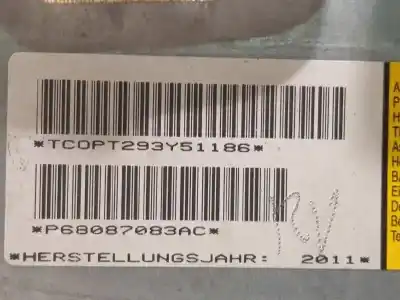 *TCOPT293Y51186*
*P68087083AC*
*HERSTELLUNGSJAHR: 2011*